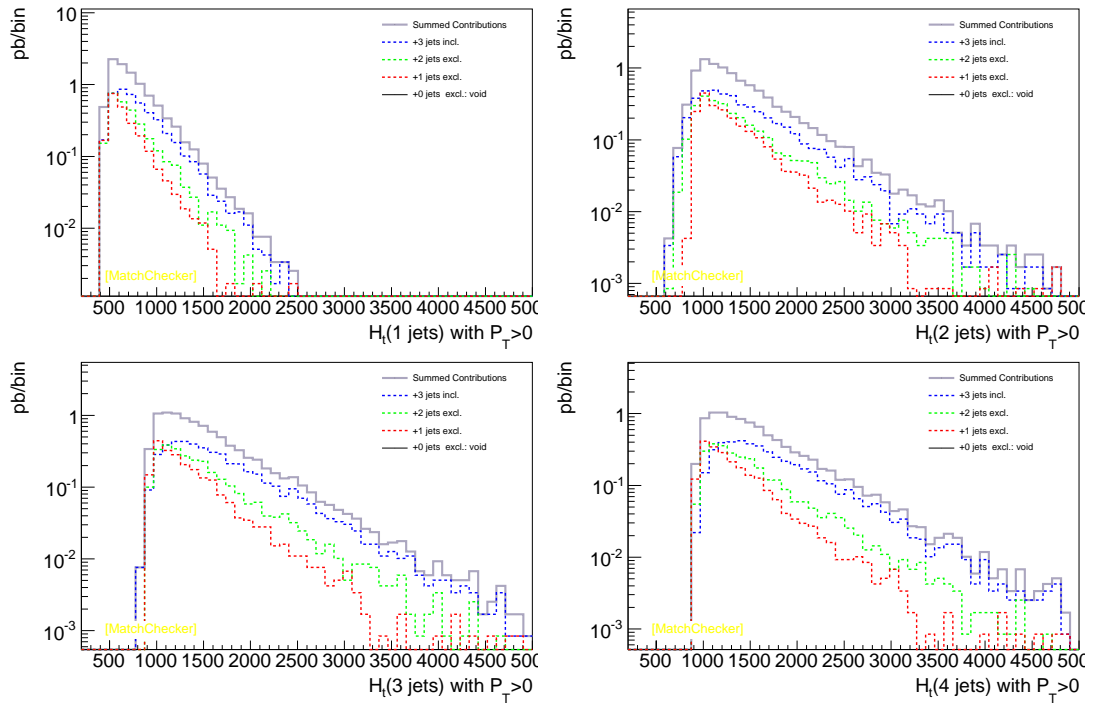 pb/bin
10
1
10^-1
10^-2
Summed Contributions
+3 jets incl.
+2 jets excl.
+1 jets excl.
+0 jets excl.: void
[MatchChecker]
500 1000 1500 2000 2500 3000 3500 4000 4500 500
H_t(1 jets) with P_T>0
pb/bin
1
10^-1
10^-2
10^-3
Summed Contributions
+3 jets incl.
+2 jets excl.
+1 jets excl.
+0 jets excl.: void
[MatchChecker]
500 1000 1500 2000 2500 3000 3500 4000 4500 500
H_t(2 jets) with P_T>0
pb/bin
1
10^-1
10^-2
10^-3
Summed Contributions
+3 jets incl.
+2 jets excl.
+1 jets excl.
+0 jets excl.: void
[MatchChecker]
500 1000 1500 2000 2500 3000 3500 4000 4500 500
H_t(3 jets) with P_T>0
pb/bin
1
10^-1
10^-2
10^-3
Summed Contributions
+3 jets incl.
+2 jets excl.
+1 jets excl.
+0 jets excl.: void
[MatchChecker]
500 1000 1500 2000 2500 3000 3500 4000 4500 500
H_t(4 jets) with P_T>0